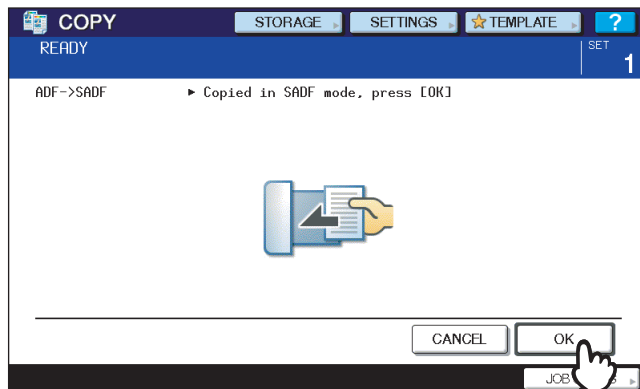 COPY STORAGE SETTINGS TEMPLATE ?
READY SET
1
ADF->SADF ► Copied in SADF mode, press [OK]
CANCEL OK
JOB